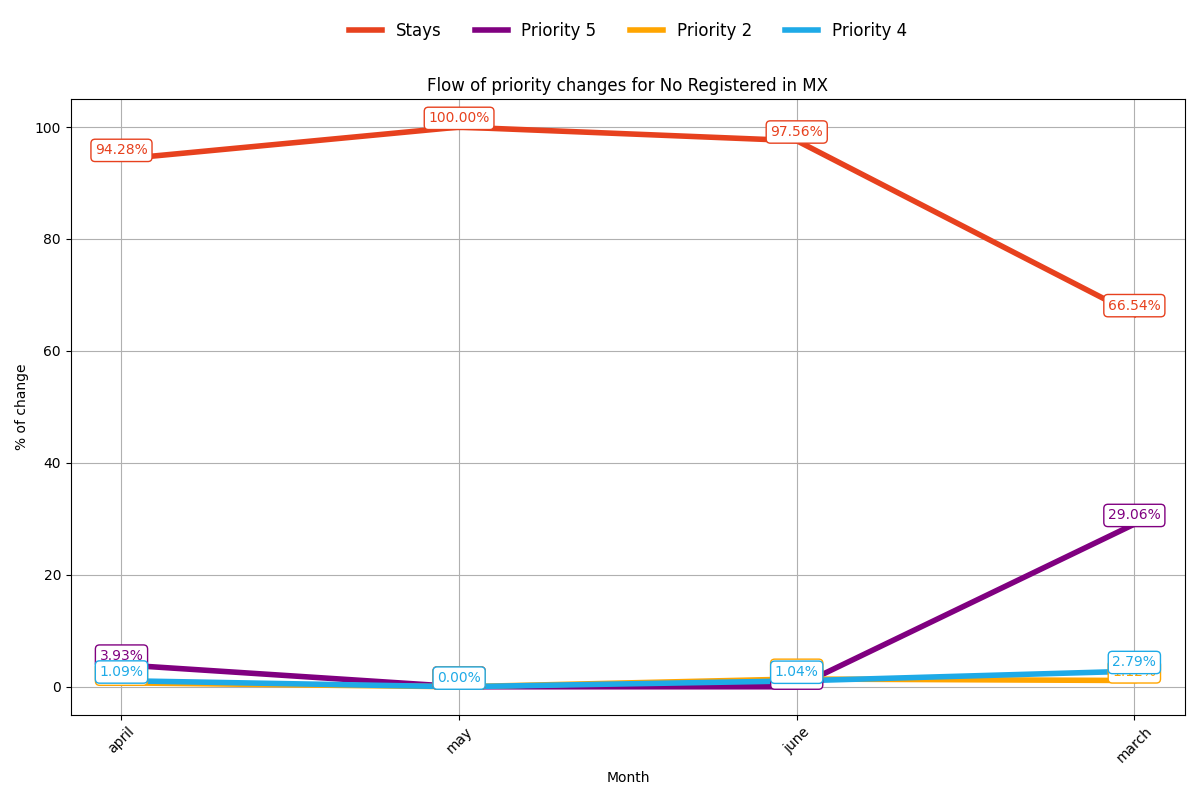 Stays Priority 5 Priority 2 Priority 4
Flow of priority changes for No Registered in MX
100
80
60
40
20
0
% of change
94.28%
100.00%
97.56%
66.54%
29.06%
3.93%
1.09%
0.00%
1.04%
2.79%
1.12%
april
may
june
march
Month